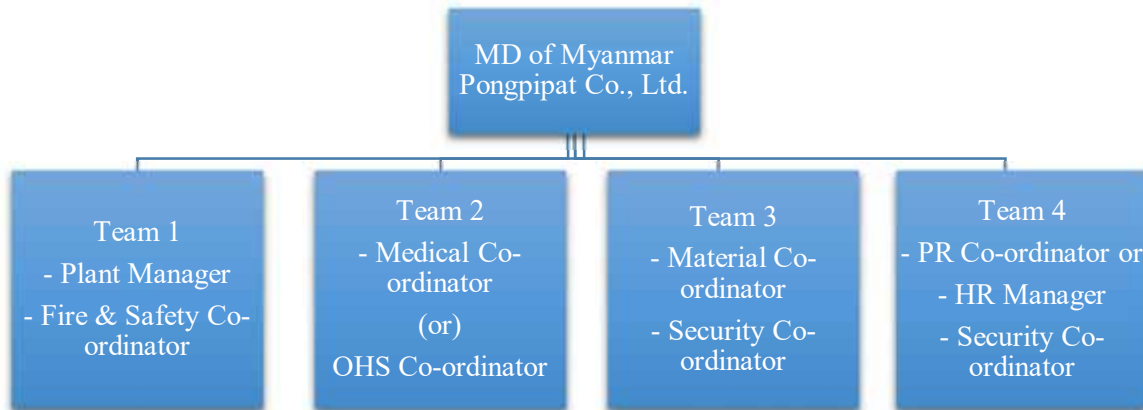 MD of Myanmar
Pongpipat Co., Ltd.
Team 1
- Plant Manager
- Fire & Safety Co-
ordinator
Team 2
- Medical Co-
ordinator
(or)
OHS Co-ordinator
Team 3
- Material Co-
ordinator
- Security Co-
ordinator
Team 4
- PR Co-ordinator or
- HR Manager
- Security Co-
ordinator